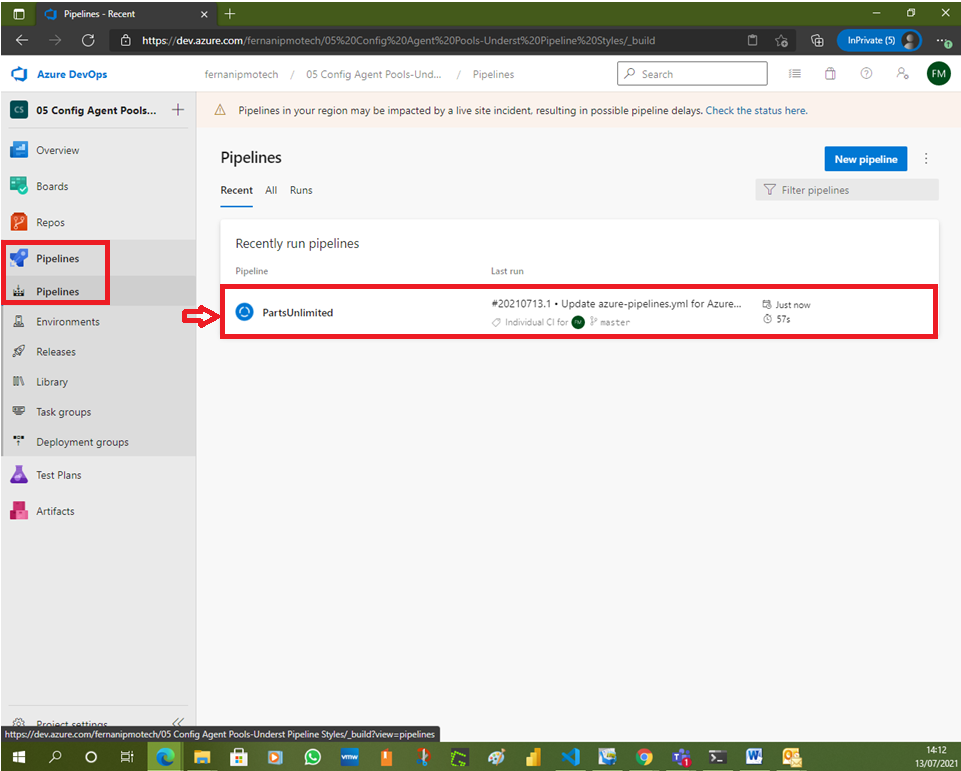 Pipelines - Recent
https://dev.azure.com/fernanipmotech/05%20Config%20Agent%20Pools-Underst%20Pipeline%20Styles/_build
InPrivate (5)
Azure DevOps
fernanipmotech / 05 Config Agent Pools-Und... / Pipelines
Search
FM
CS 05 Config Agent Pools...
Pipelines in your region may be impacted by a live site incident, resulting in possible pipeline delays. Check the status here.
Overview
Boards
Repos
Pipelines
Pipelines
Environments
Releases
Library
Task groups
Deployment groups
Test Plans
Artifacts
Project settings
Pipelines
New pipeline
Recent All Runs
Filter pipelines
Recently run pipelines
Pipeline Last run
PartsUnlimited
#20210713.1 • Update azure-pipelines.yml for Azure...
Individual CI for FM master
Just now
57s
https://dev.azure.com/fernanipmotech/05 Config Agent Pools-Underst Pipeline Styles/_build?view=pipelines
vmw
14:12
13/07/2021